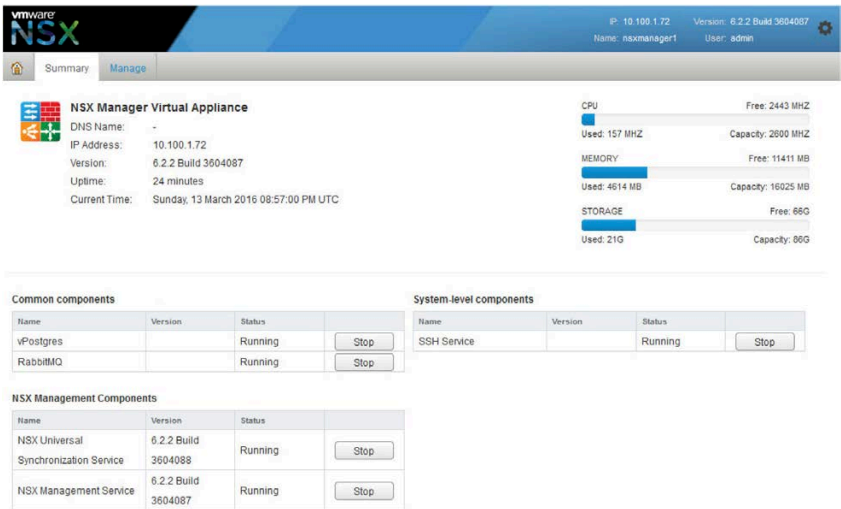 vmware
NSX
IP: 10.100.1.72 Version: 6.2.2 Build 3604087
Name: nsxmanager1 User: admin
Summary Manage
NSX Manager Virtual Appliance
DNS Name: -
IP Address: 10.100.1.72
Version: 6.2.2 Build 3604087
Uptime: 24 minutes
Current Time: Sunday, 13 March 2016 08:57:00 PM UTC
CPU Free: 2443 MHZ
Used: 157 MHZ Capacity: 2600 MHZ
MEMORY Free: 11411 MB
Used: 4614 MB Capacity: 16025 MB
STORAGE Free: 66G
Used: 21G Capacity: 86G
Common components
Name Version Status
vPostgres Running Stop
RabbitMQ Running Stop
System-level components
Name Version Status
SSH Service Running Stop
NSX Management Components
Name Version Status
NSX Universal 6.2.2 Build
Running Stop
Synchronization Service 3604088
6.2.2 Build
NSX Management Service Running Stop
3604087